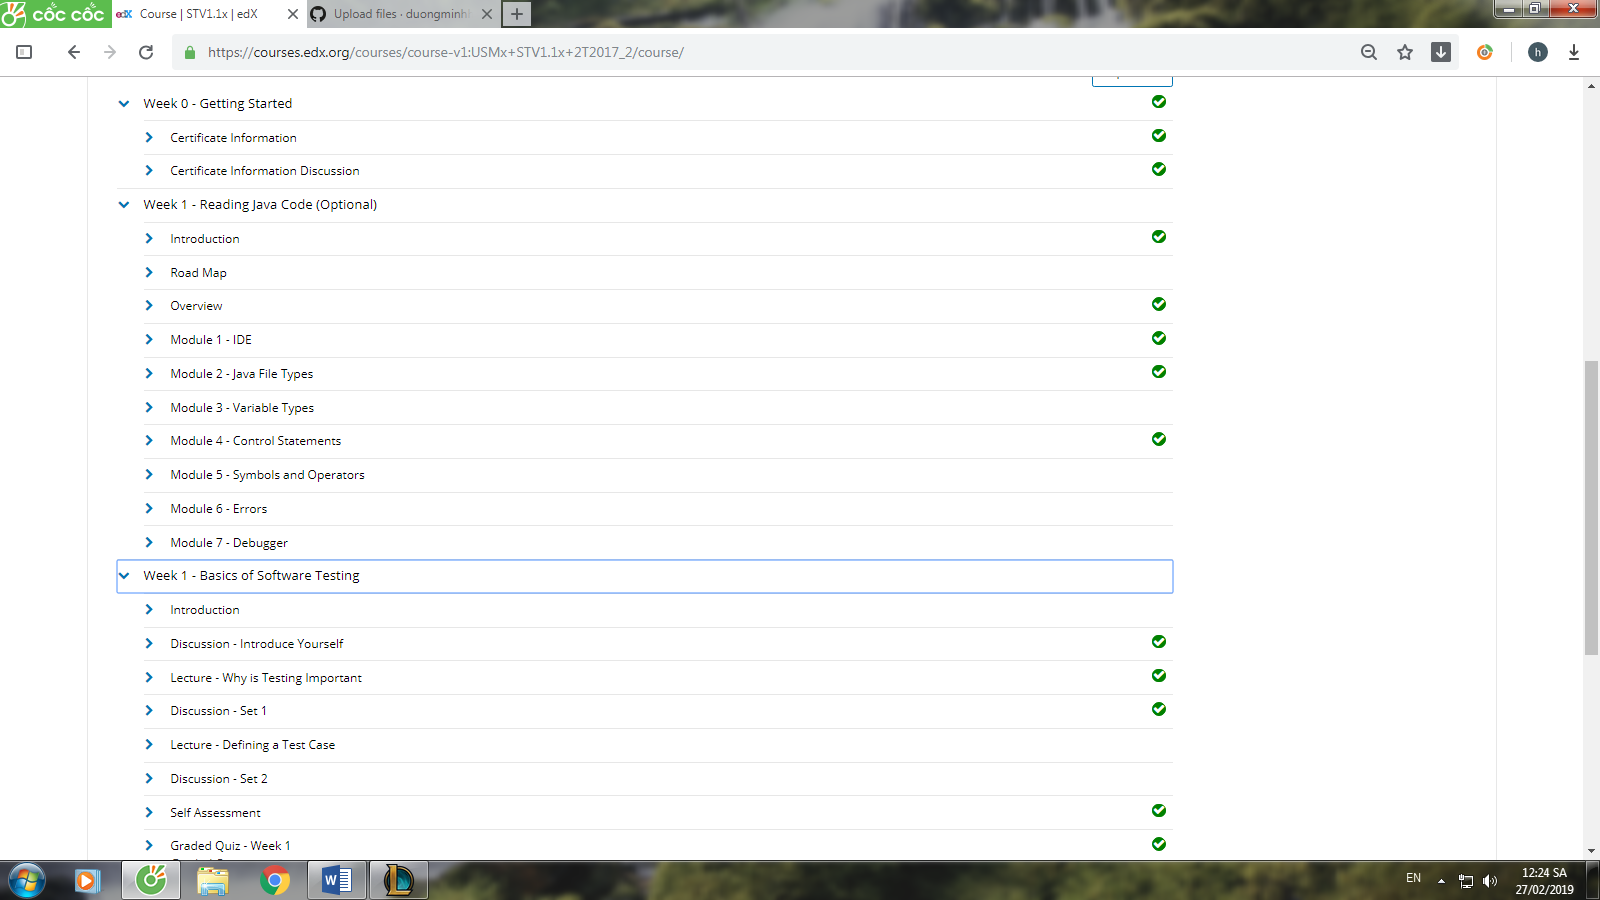 cốc cốc
edX Course | STV1.1x | edX
Upload files · duongminhh
https://courses.edx.org/courses/course-v1:USMx+STV1.1x+2T2017_2/course/
h
Week 0 - Getting Started
Certificate Information
Certificate Information Discussion
Week 1 - Reading Java Code (Optional)
Introduction
Road Map
Overview
Module 1 - IDE
Module 2 - Java File Types
Module 3 - Variable Types
Module 4 - Control Statements
Module 5 - Symbols and Operators
Module 6 - Errors
Module 7 - Debugger
Week 1 - Basics of Software Testing
Introduction
Discussion - Introduce Yourself
Lecture - Why is Testing Important
Discussion - Set 1
Lecture - Defining a Test Case
Discussion - Set 2
Self Assessment
Graded Quiz - Week 1
EN
12:24 SA
27/02/2019